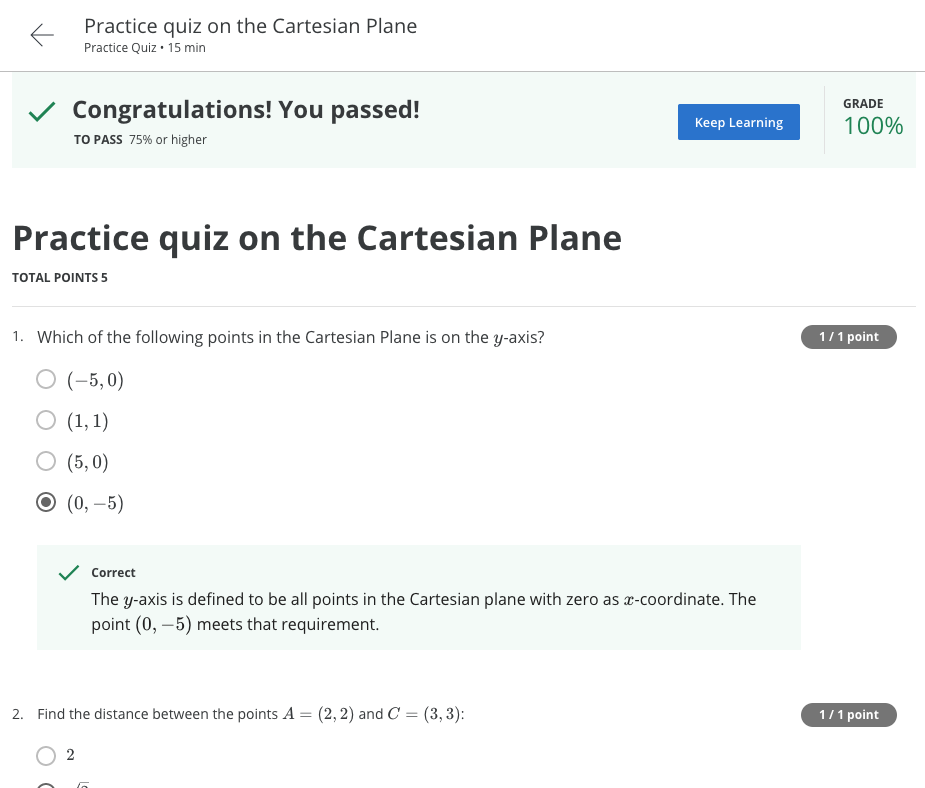 Practice quiz on the Cartesian Plane
Practice Quiz • 15 min
Congratulations! You passed!
TO PASS 75% or higher
Keep Learning
GRADE
100%
Practice quiz on the Cartesian Plane
TOTAL POINTS 5
1. Which of the following points in the Cartesian Plane is on the y-axis?
1 / 1 point
(−5, 0)
(1, 1)
(5, 0)
(0, −5)
Correct
The y-axis is defined to be all points in the Cartesian plane with zero as x-coordinate. The
point (0, −5) meets that requirement.
2. Find the distance between the points A = (2, 2) and C = (3, 3):
1 / 1 point
2